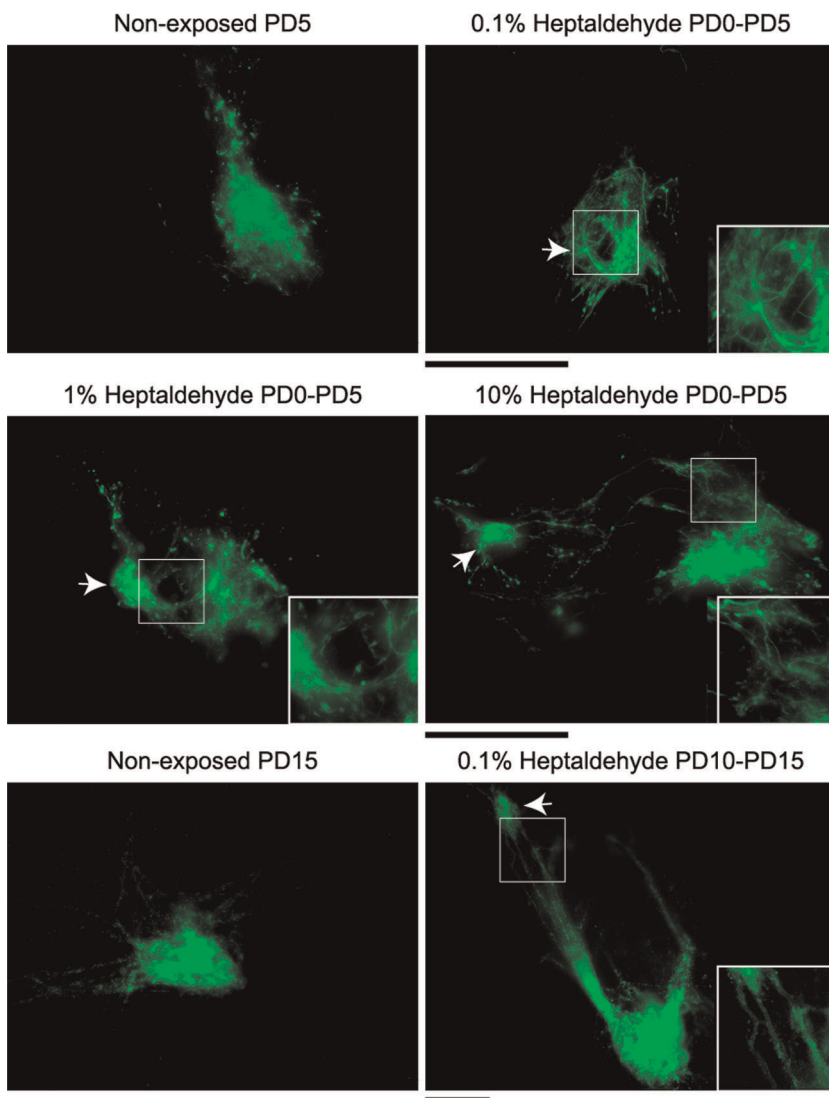 Non-exposed PD5
0.1% Heptaldehyde PD0-PD5
1% Heptaldehyde PD0-PD5
10% Heptaldehyde PD0-PD5
Non-exposed PD15
0.1% Heptaldehyde PD10-PD15